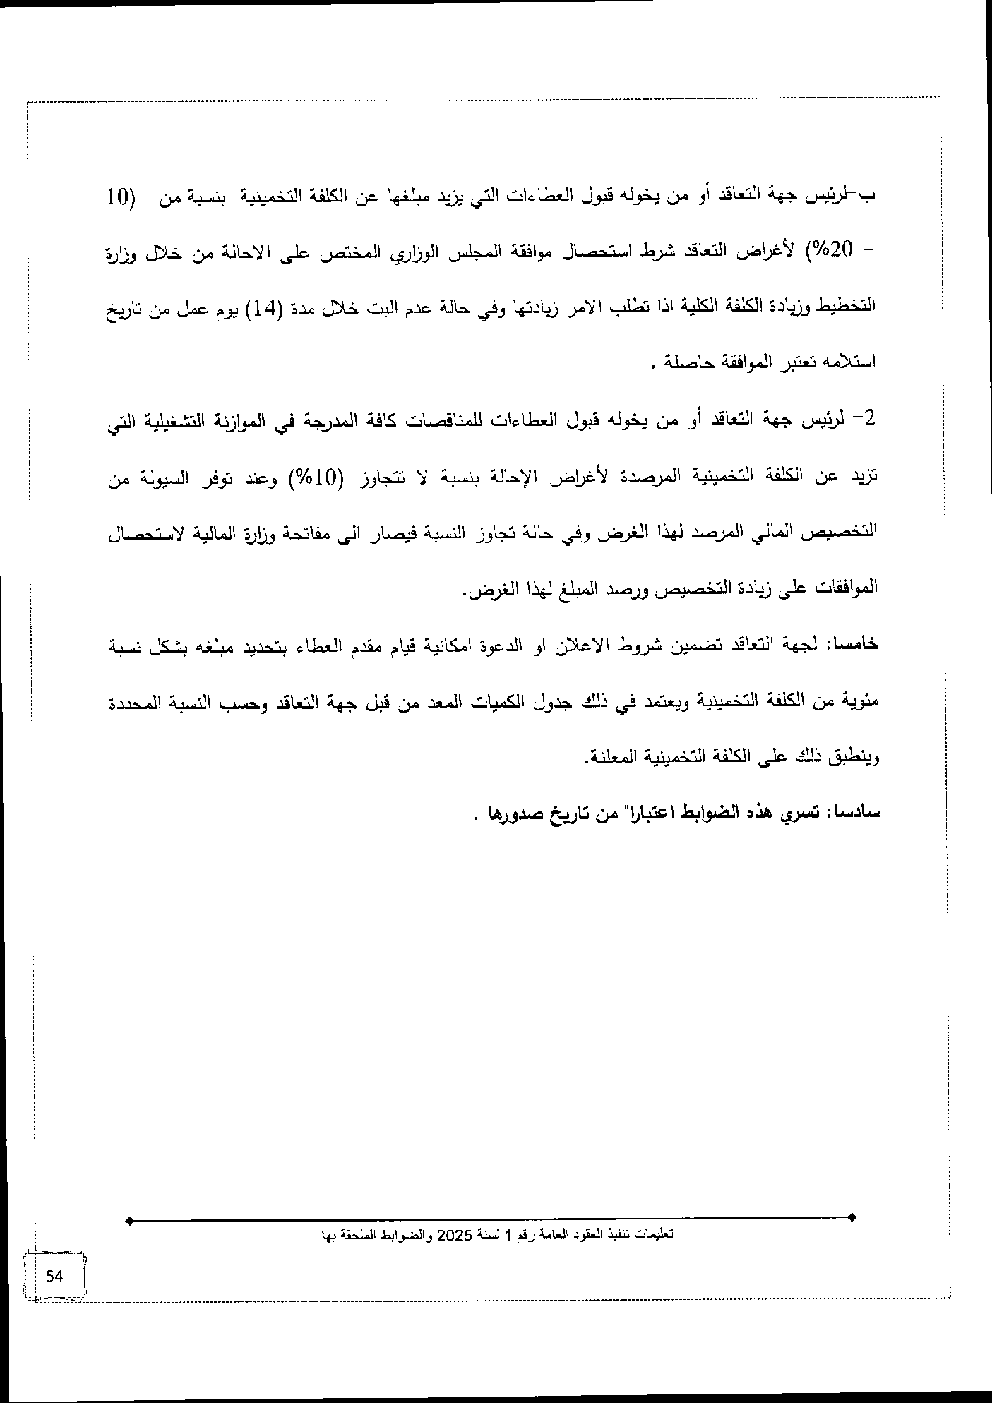 ب-لرئيس جهة التعاقد أو من يخوله قبول العطاءات التي يزيد مبلغها عن الكلفة التخمينية بنسبة من (10
- 20%) لأغراض التعاقد شرط استحصال موافقة المجلس الوزاري المختص على الاحالة من خلال وزارة
التخطيط وزيادة الكلفة الكلية اذا تطلب الامر زيادتها وفي حالة عدم البت خلال مدة (14) يوم عمل من تاريخ
استلامه تعتبر الموافقة حاصلة .
2- لرئيس جهة التعاقد أو من يخوله قبول العطاءات للمناقصات كافة المدرجة في الموازنة التشغيلية التي
تزيد عن الكلفة التخمينية المرصدة لأغراض الإحالة بنسبة لا تتجاوز (10%) وعند توفر السيولة من
التخصيص المالي المرصد لهذا الغرض وفي حالة تجاوز النسبة فيصار الى مفاتحة وزارة المالية لاستحصال
الموافقات على زيادة التخصيص ورصد المبلغ لهذا الغرض.
خامسا: لجهة التعاقد تضمين شروط الاعلان او الدعوة امكانية قيام مقدم العطاء بتحديد مبلغه بشكل نسبة
مئوية من الكلفة التخمينية ويعتمد في ذلك جدول الكميات المعد من قبل جهة التعاقد وحسب النسبة المحددة
وينطبق ذلك على الكلفة التخمينية المعلنة.
سادسا: تسري هذه الضوابط اعتبارا" من تاريخ صدورها .
تعليمات تنفيذ العقود العامة رقم 1 لسنة 2025 والضوابط الملحقة بها
54